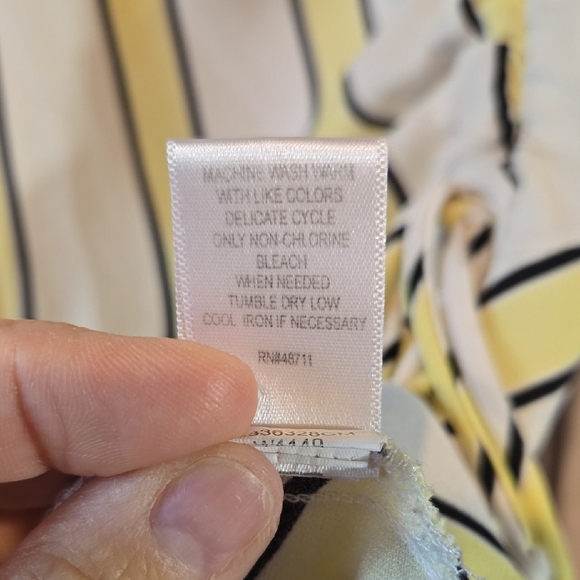 MACHINE WASH WARM
WITH LIKE COLORS
DELICATE CYCLE
ONLY NON-CHLORINE
BLEACH
WHEN NEEDED
TUMBLE DRY LOW
COOL IRON IF NECESSARY
RN#48711